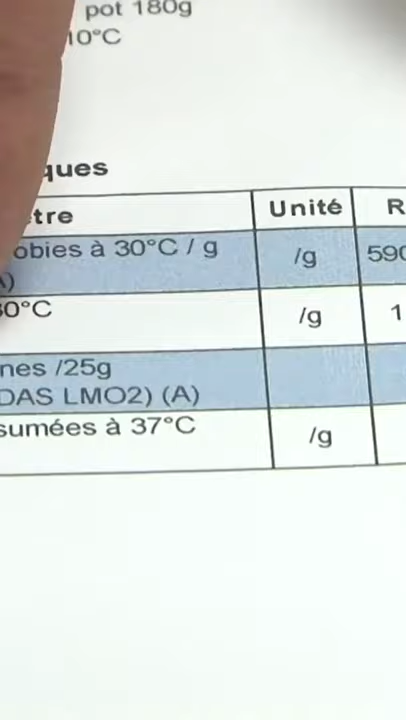 pot 180g
10°C
ques
tre Unité R
obies à 30°C / g /g 590
A)
30°C /g 1
nes /25g
DAS LMO2) (A)
sumées à 37°C /g